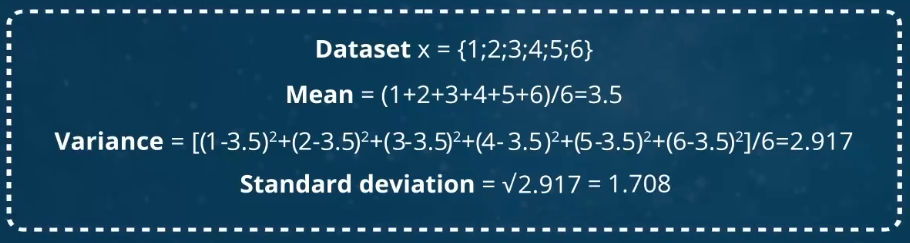 Dataset x = {1;2;3;4;5;6}
Mean = (1+2+3+4+5+6)/6=3.5
Variance = [(1-3.5)²+(2-3.5)²+(3-3.5)²+(4-3.5)²+(5-3.5)²+(6-3.5)²]/6=2.917
Standard deviation = √2.917 = 1.708